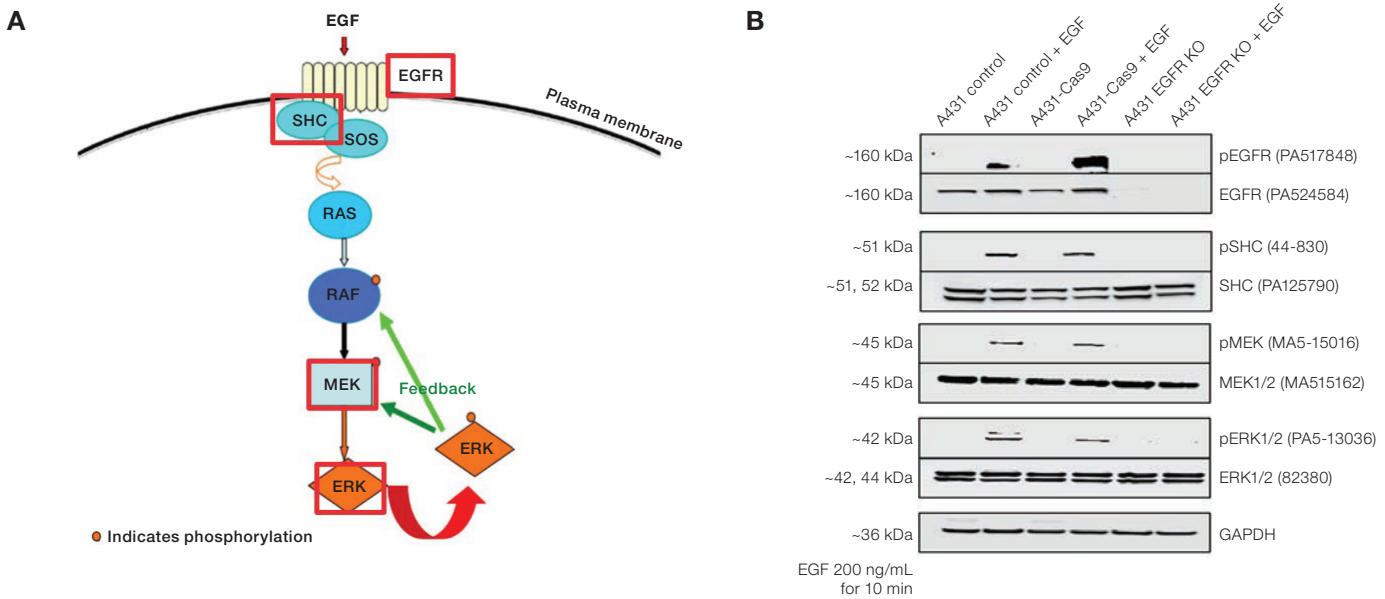 A
EGF
EGFR
Plasma membrane
SHC
SOS
RAS
RAF
MEK
Feedback
ERK
ERK
Indicates phosphorylation
B
A431 control
A431 control + EGF
A431-Cas9
A431-Cas9 + EGF
A431 EGFR KO
A431 EGFR KO + EGF
~160 kDa
pEGFR (PA517848)
~160 kDa
EGFR (PA524584)
~51 kDa
pSHC (44-830)
~51, 52 kDa
SHC (PA125790)
~45 kDa
pMEK (MA5-15016)
~45 kDa
MEK1/2 (MA515162)
~42 kDa
pERK1/2 (PA5-13036)
~42, 44 kDa
ERK1/2 (82380)
~36 kDa
GAPDH
EGF 200 ng/mL
for 10 min